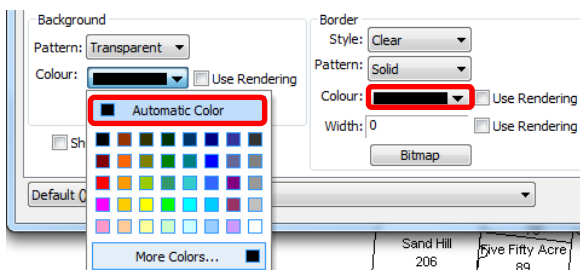 Background
Pattern: Transparent
Colour:
Use Rendering
Automatic Color
Sh
More Colors...
Border
Style: Clear
Pattern: Solid
Colour:
Use Rendering
Width: 0
Use Rendering
Bitmap
Default (
Sand Hill
206
Five Fifty Acre
89